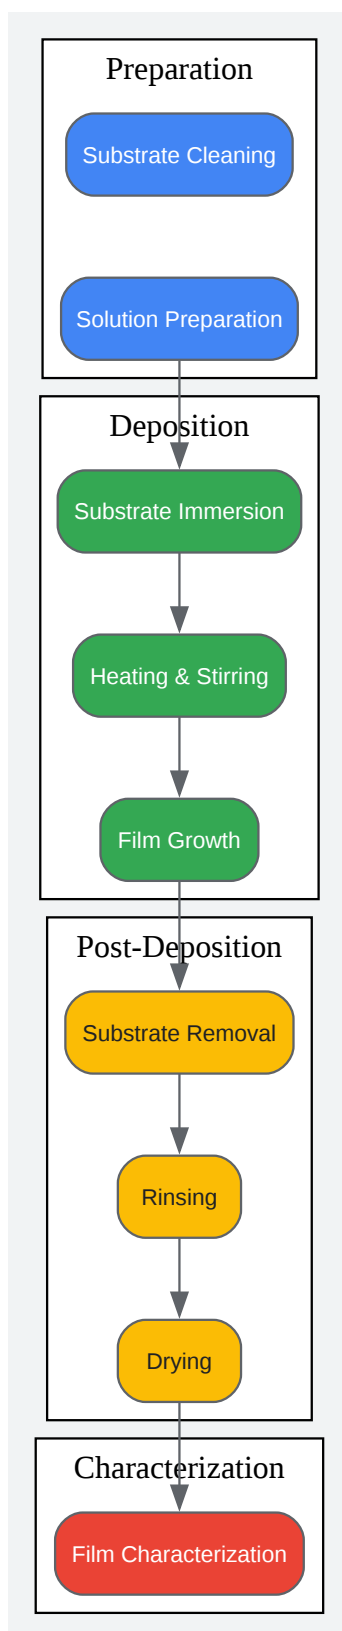 Preparation
Substrate Cleaning
Solution Preparation
Deposition
Substrate Immersion
Heating & Stirring
Film Growth
Post-Deposition
Substrate Removal
Rinsing
Drying
Characterization
Film Characterization